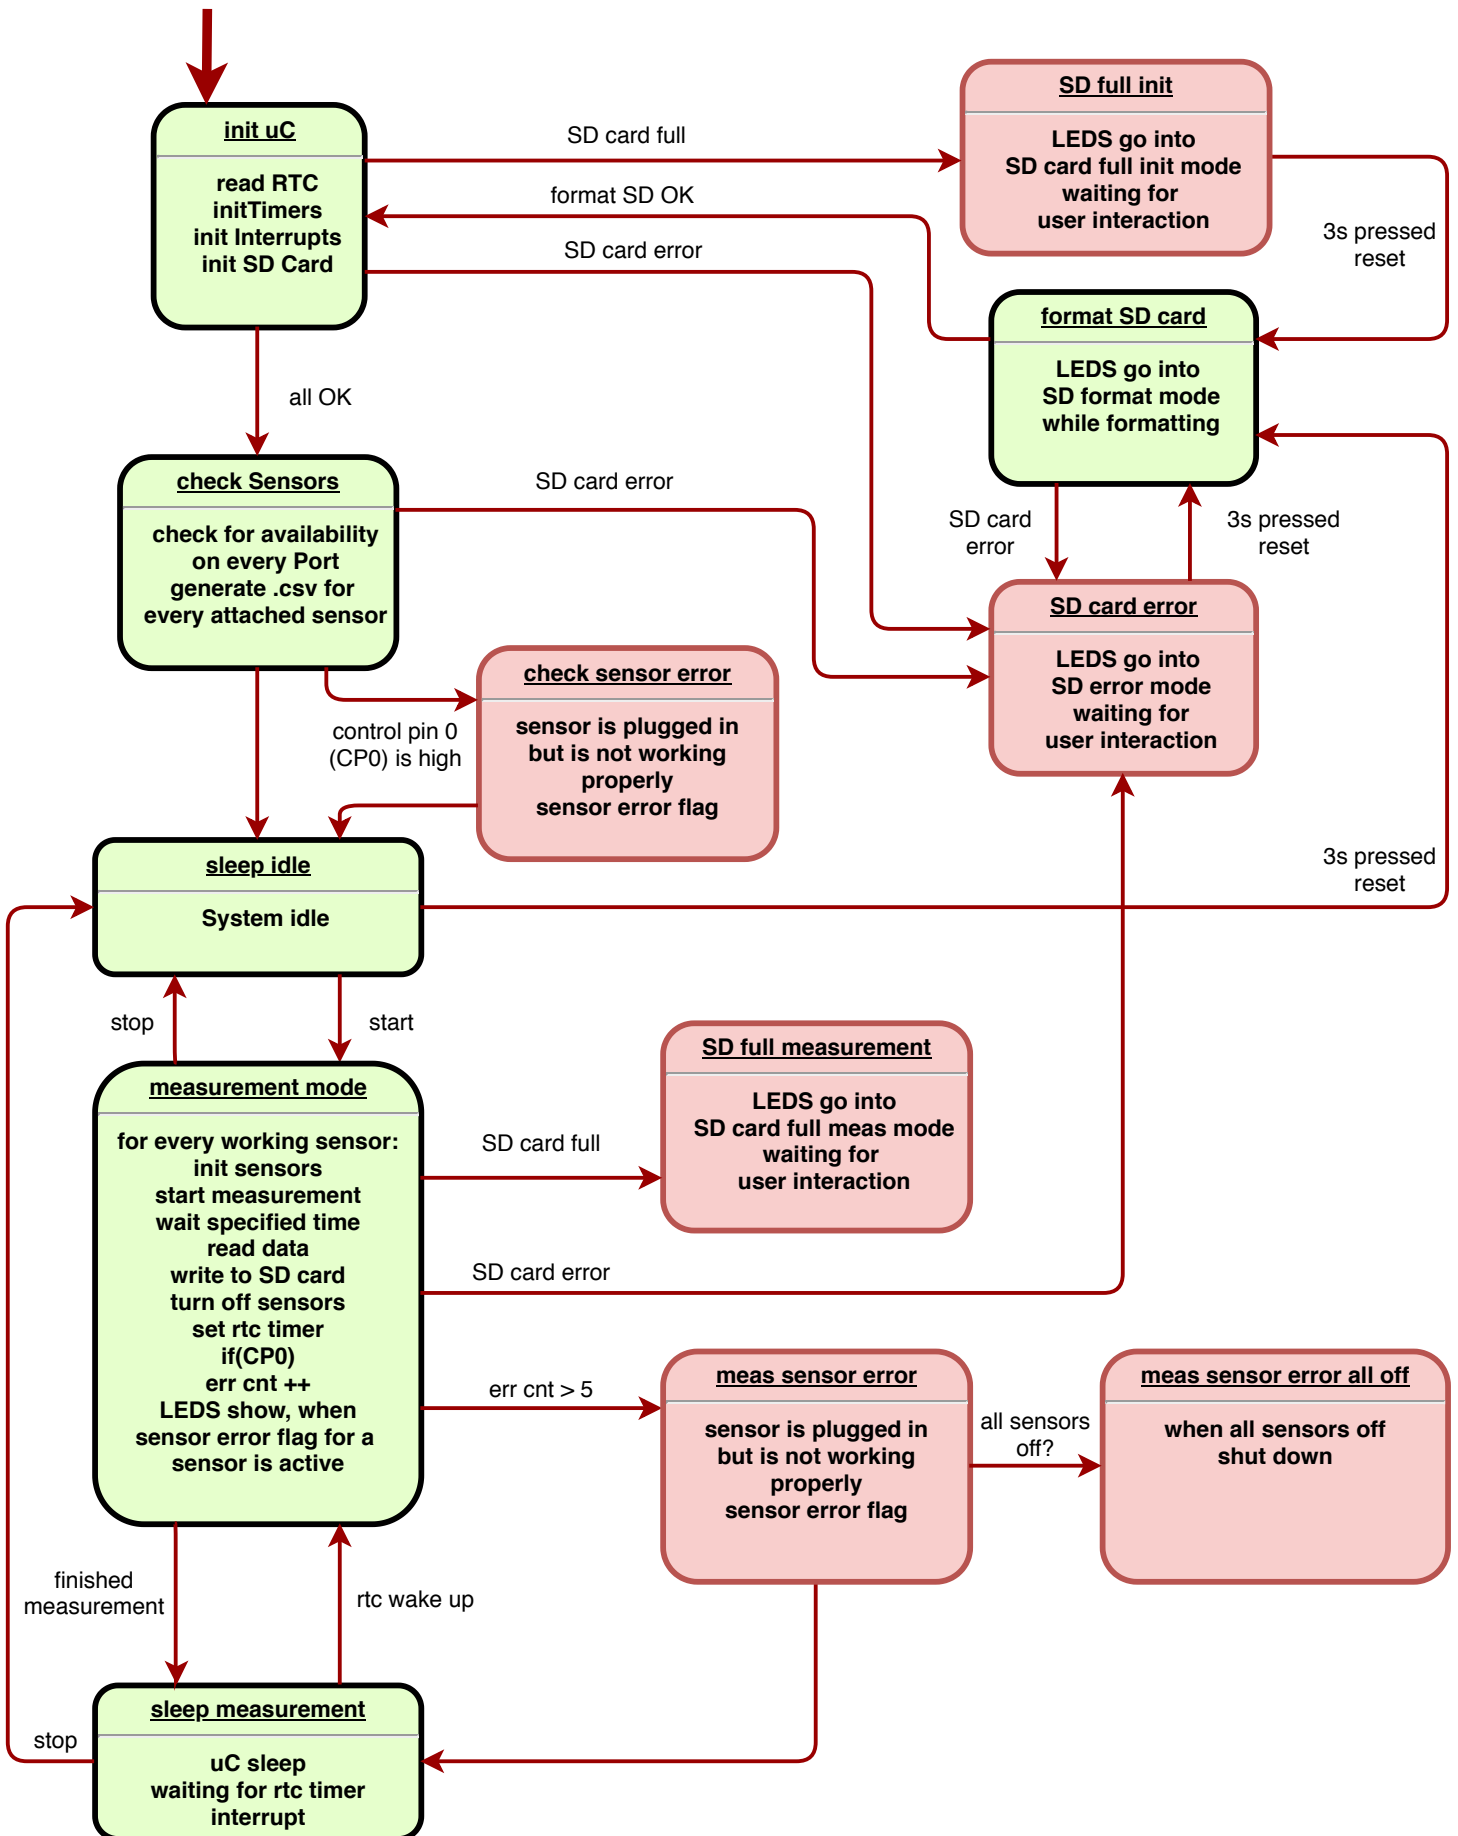 init uC
read RTC
initTimers
init Interrupts
init SD Card
SD card full
format SD OK
SD card error
SD full init
LEDS go into
SD card full init mode
waiting for
user interaction
3s pressed
reset
format SD card
LEDS go into
SD format mode
while formatting
all OK
check Sensors
check for availability
on every Port
generate .csv for
every attached sensor
SD card error
SD card
error
3s pressed
reset
SD card error
LEDS go into
SD error mode
waiting for
user interaction
check sensor error
sensor is plugged in
but is not working
properly
sensor error flag
control pin 0
(CP0) is high
sleep idle
System idle
3s pressed
reset
stop
start
measurement mode
for every working sensor:
init sensors
start measurement
wait specified time
read data
write to SD card
turn off sensors
set rtc timer
if(CP0)
err cnt ++
LEDS show, when
sensor error flag for a
sensor is active
SD card full
SD full measurement
LEDS go into
SD card full meas mode
waiting for
user interaction
SD card error
err cnt > 5
meas sensor error
sensor is plugged in
but is not working
properly
sensor error flag
all sensors
off?
meas sensor error all off
when all sensors off
shut down
finished
measurement
rtc wake up
stop
sleep measurement
uC sleep
waiting for rtc timer
interrupt